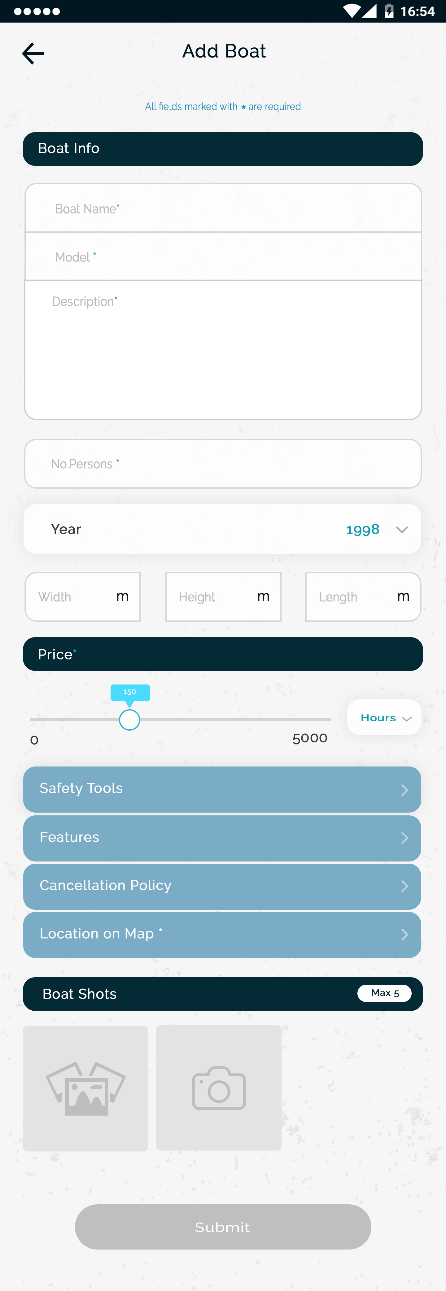 16:54
Add Boat
All fields marked with * are required
Boat Info
Boat Name*
Model *
Description*
No.Persons *
Year 1998
Width m Height m Length m
Price*
150
0 5000
Hours
Safety Tools
Features
Cancellation Policy
Location on Map *
Boat Shots Max 5
Submit